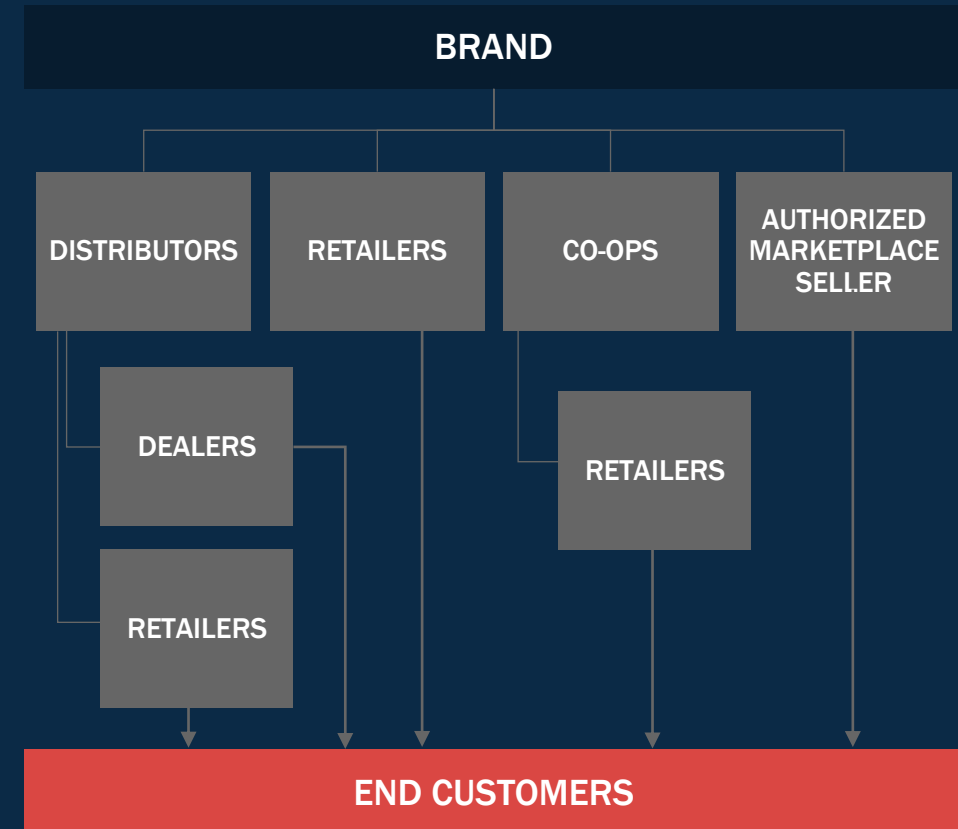 BRAND
DISTRIBUTORS
RETAILERS
CO-OPS
AUTHORIZED
MARKETPLACE
SELLER
DEALERS
RETAILERS
RETAILERS
END CUSTOMERS